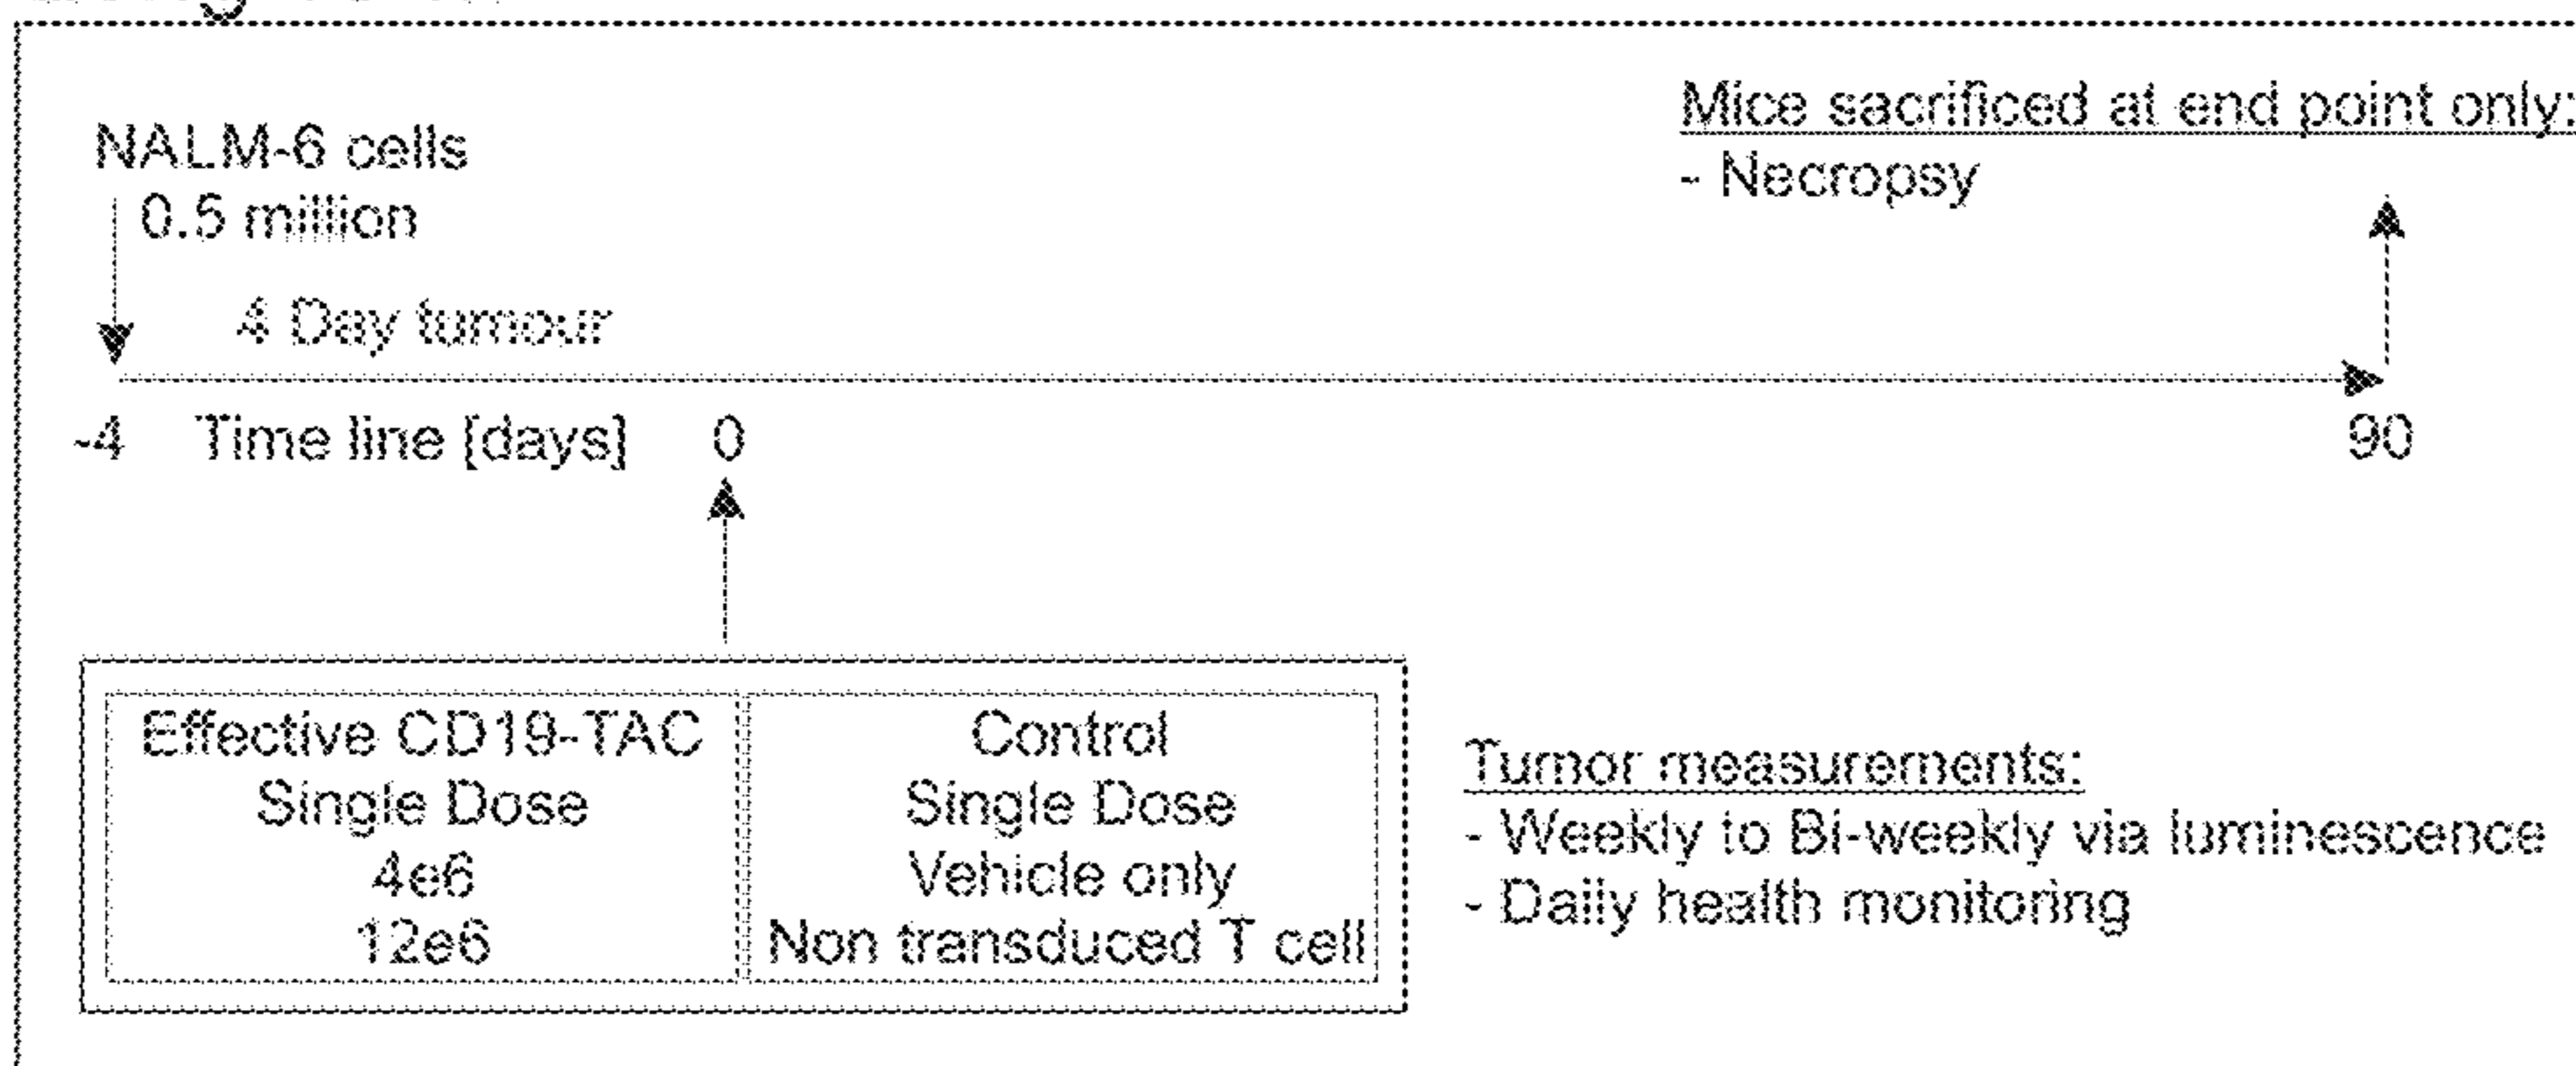 Mice sacrificed at end point only:
- Necropsy
NALM-6 cells
0.5 million
4 Day tumour
-4 Time line [days] 0 90
Effective CD19-TAC
Single Dose
4e6
12e6
Control
Single Dose
Vehicle only
Non transduced T cell
Tumor measurements:
- Weekly to Bi-weekly via luminescence
- Daily health monitoring